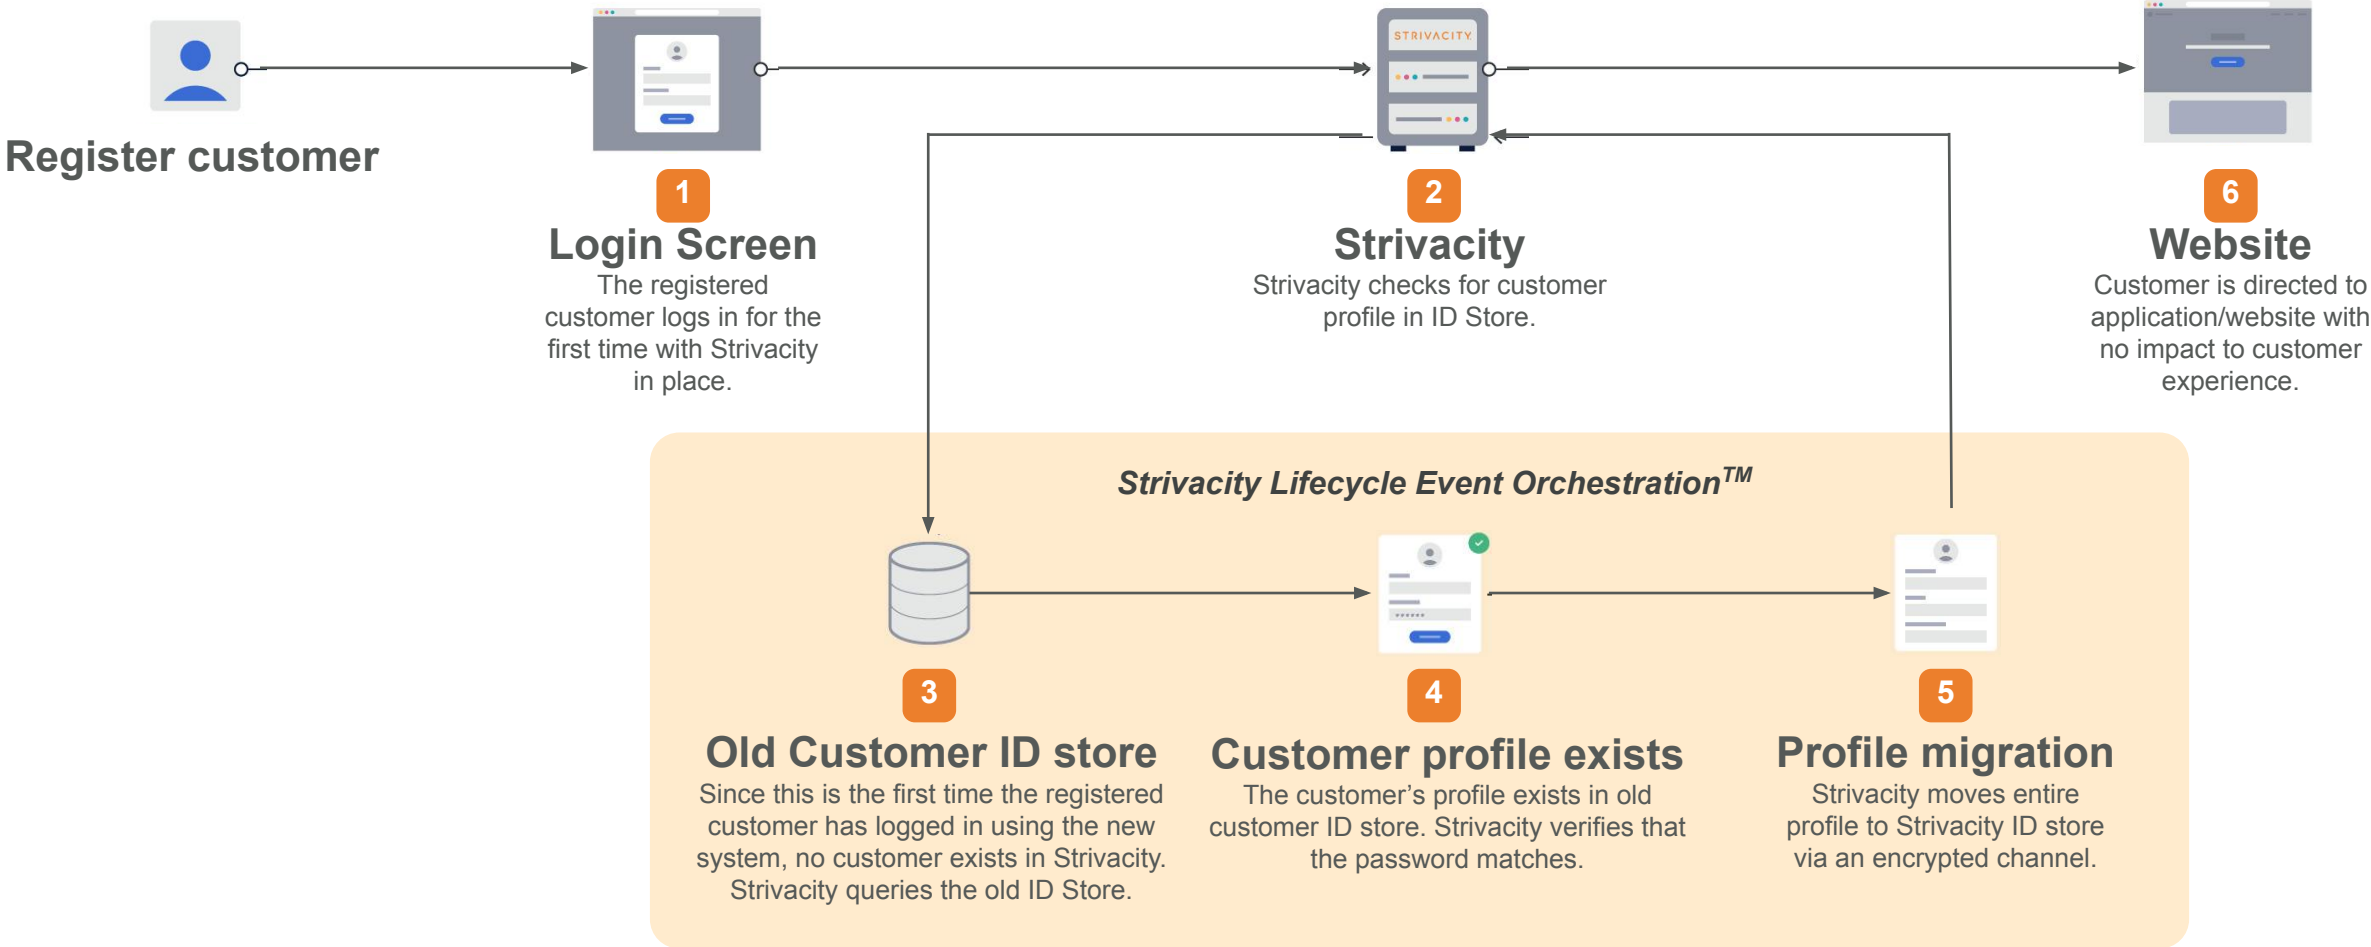 STRIVACITY
Register customer
1
Login Screen
The registered
customer logs in for the
first time with Strivacity
in place.
2
Strivacity
Strivacity checks for customer
profile in ID Store.
6
Website
Customer is directed to
application/website with
no impact to customer
experience.
Strivacity Lifecycle Event Orchestration™
******
3
Old Customer ID store
Since this is the first time the registered
customer has logged in using the new
system, no customer exists in Strivacity.
Strivacity queries the old ID Store.
4
Customer profile exists
The customer’s profile exists in old
customer ID store. Strivacity verifies that
the password matches.
5
Profile migration
Strivacity moves entire
profile to Strivacity ID store
via an encrypted channel.